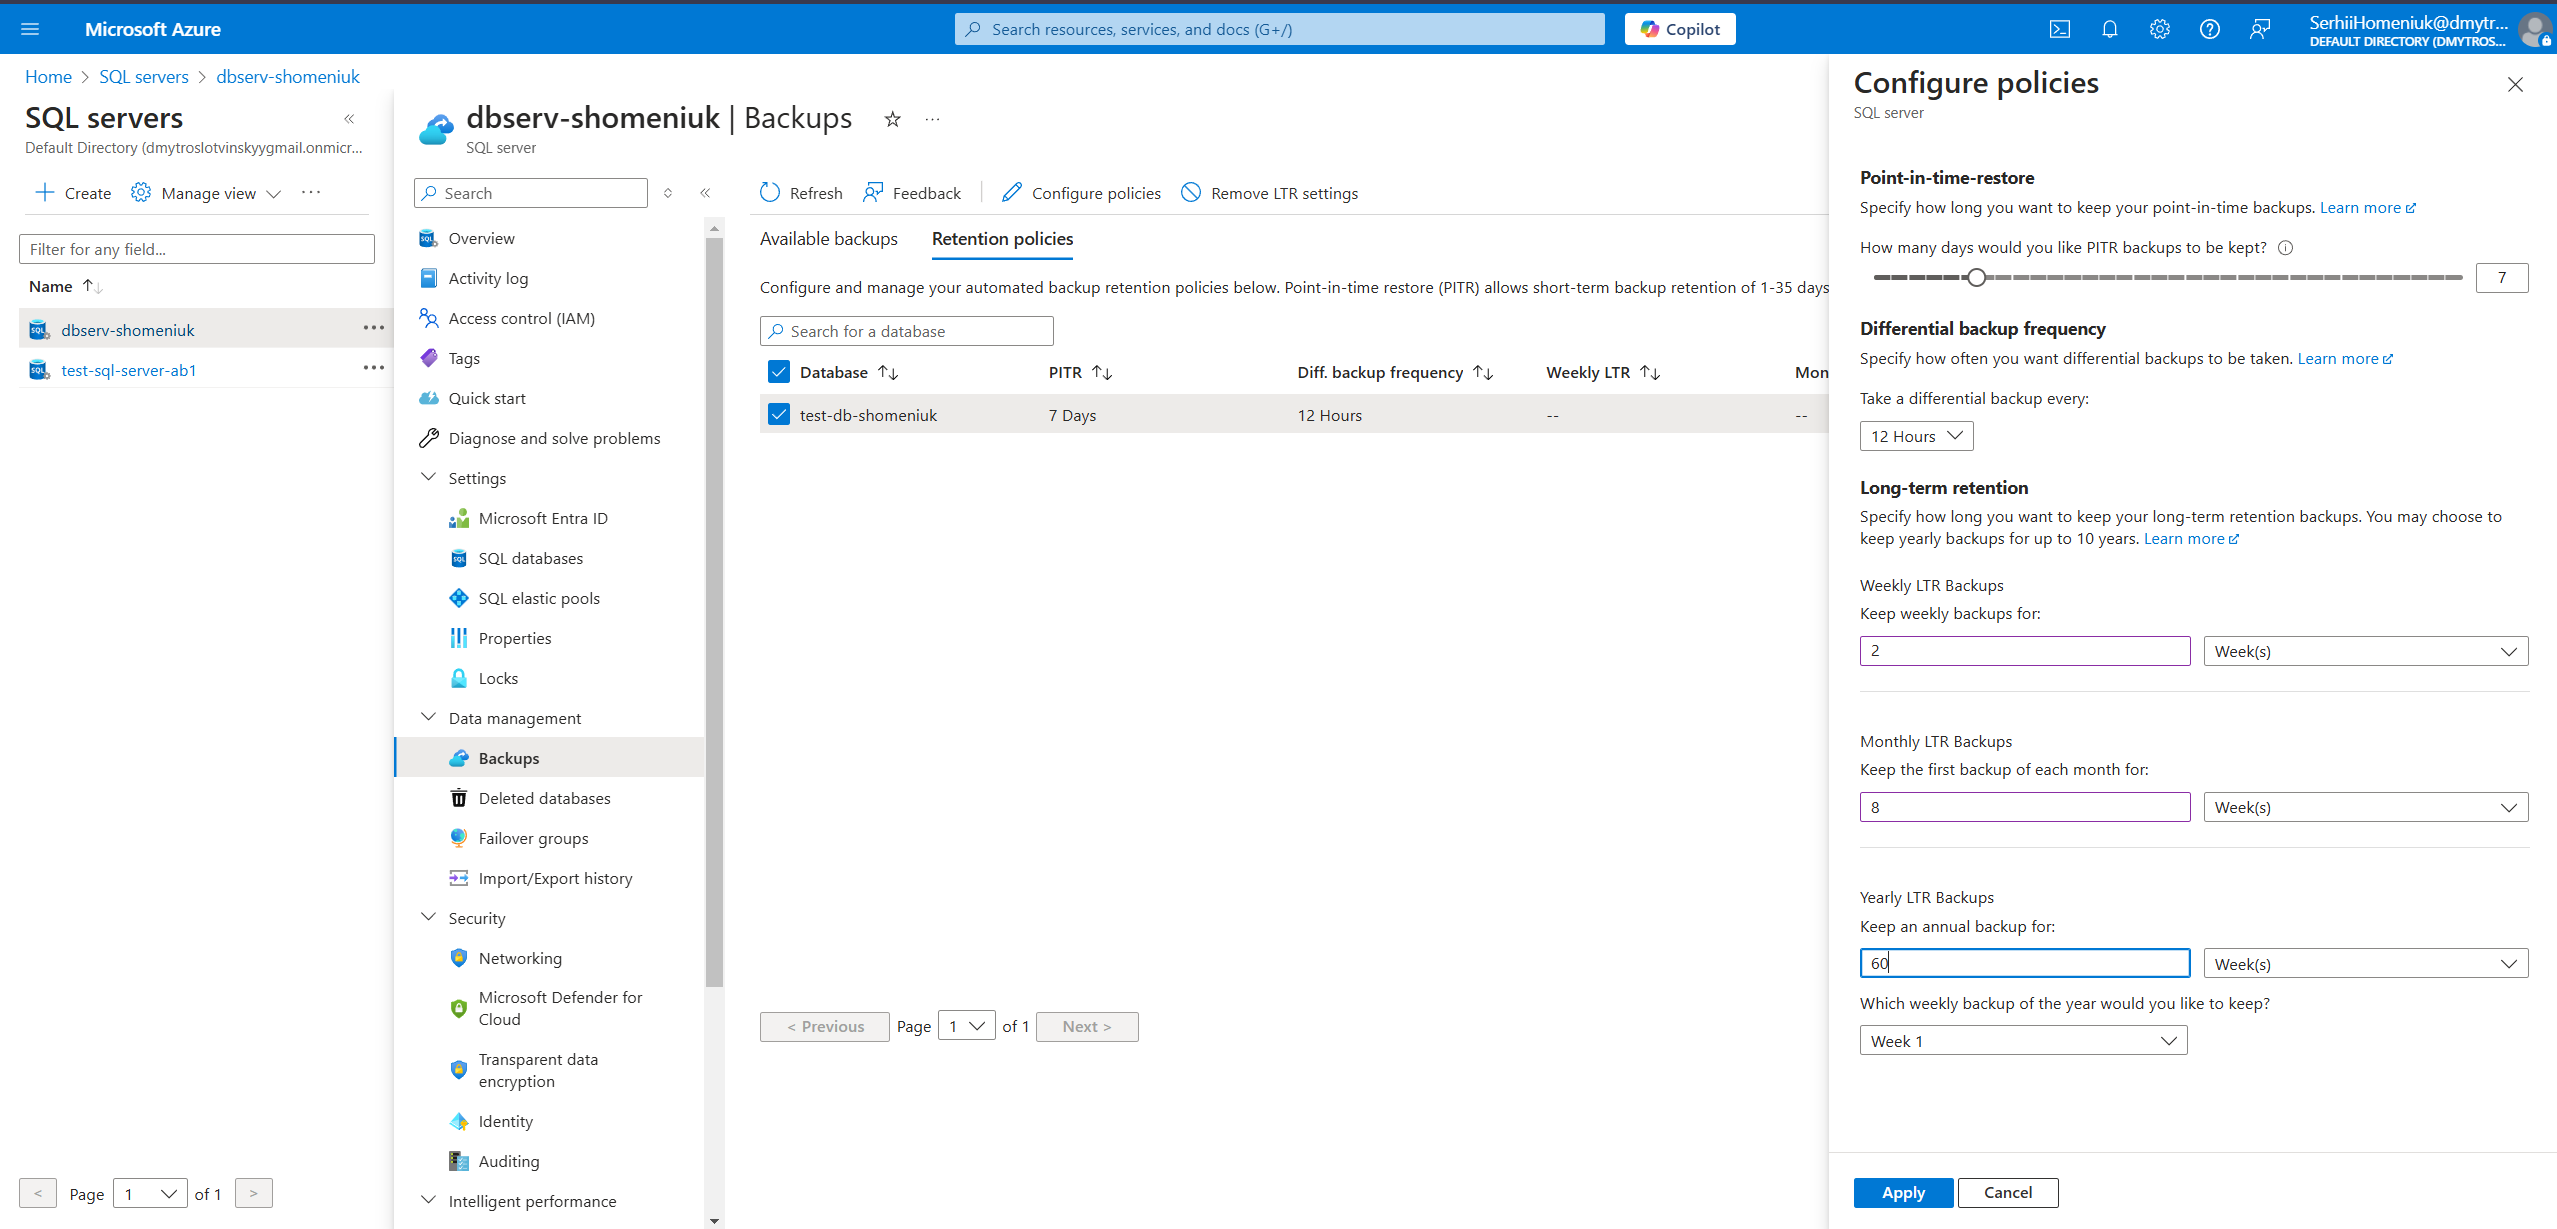 Microsoft Azure
Search resources, services, and docs (G+/)
Copilot
SerhiiHomeniuk@dmytr...
DEFAULT DIRECTORY (DMYTROS...
Home > SQL servers > dbserv-shomeniuk
SQL servers
Default Directory (dmytroslotvinskyygmail.onmicr...
Create
Manage view
Filter for any field...
Name
dbserv-shomeniuk
test-sql-server-ab1
< Page 1 of 1 >
dbserv-shomeniuk | Backups
SQL server
Search
Overview
Activity log
Access control (IAM)
Tags
Quick start
Diagnose and solve problems
Settings
Microsoft Entra ID
SQL databases
SQL elastic pools
Properties
Locks
Data management
Backups
Deleted databases
Failover groups
Import/Export history
Security
Networking
Microsoft Defender for
Cloud
Transparent data
encryption
Identity
Auditing
Intelligent performance
Refresh
Feedback
Configure policies
Remove LTR settings
Available backups
Retention policies
Configure and manage your automated backup retention policies below. Point-in-time restore (PITR) allows short-term backup retention of 1-35 days
Search for a database
Database PITR Diff. backup frequency Weekly LTR Mon
test-db-shomeniuk 7 Days 12 Hours -- --
< Previous Page 1 of 1 Next >
Configure policies
SQL server
Point-in-time-restore
Specify how long you want to keep your point-in-time backups. Learn more
How many days would you like PITR backups to be kept?
7
Differential backup frequency
Specify how often you want differential backups to be taken. Learn more
Take a differential backup every:
12 Hours
Long-term retention
Specify how long you want to keep your long-term retention backups. You may choose to
keep yearly backups for up to 10 years. Learn more
Weekly LTR Backups
Keep weekly backups for:
2 Week(s)
Monthly LTR Backups
Keep the first backup of each month for:
8 Week(s)
Yearly LTR Backups
Keep an annual backup for:
60 Week(s)
Which weekly backup of the year would you like to keep?
Week 1
Apply Cancel